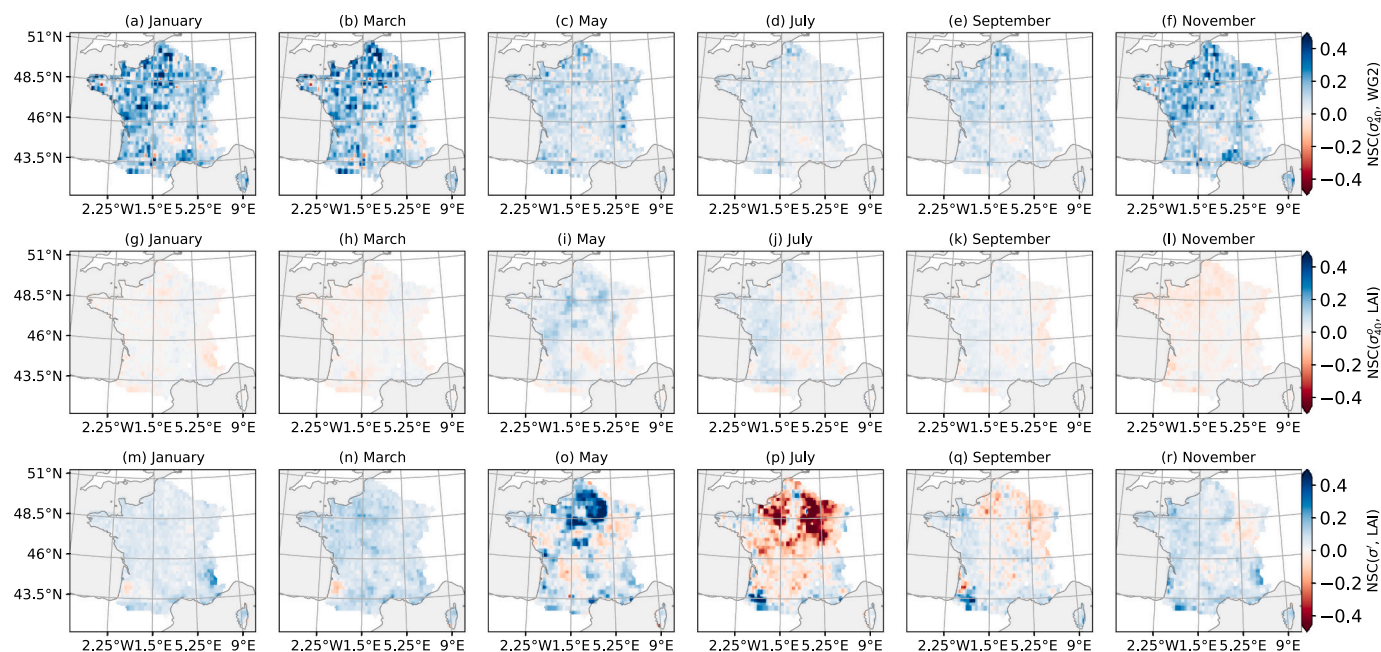 (a) January
(b) March
(c) May
(d) July
(e) September
(f) November
51°N
48.5°N
46°N
43.5°N
2.25°W1.5°E 5.25°E 9°E
2.25°W1.5°E 5.25°E 9°E
2.25°W1.5°E 5.25°E 9°E
2.25°W1.5°E 5.25°E 9°E
2.25°W1.5°E 5.25°E 9°E
2.25°W1.5°E 5.25°E 9°E
0.4
0.2
0.0
−0.2
−0.4
NSC(σ°₄₀, WG2)
(g) January
(h) March
(i) May
(j) July
(k) September
(l) November
51°N
48.5°N
46°N
43.5°N
2.25°W1.5°E 5.25°E 9°E
2.25°W1.5°E 5.25°E 9°E
2.25°W1.5°E 5.25°E 9°E
2.25°W1.5°E 5.25°E 9°E
2.25°W1.5°E 5.25°E 9°E
2.25°W1.5°E 5.25°E 9°E
0.4
0.2
0.0
−0.2
−0.4
NSC(σ°₄₀, LAI)
(m) January
(n) March
(o) May
(p) July
(q) September
(r) November
51°N
48.5°N
46°N
43.5°N
2.25°W1.5°E 5.25°E 9°E
2.25°W1.5°E 5.25°E 9°E
2.25°W1.5°E 5.25°E 9°E
2.25°W1.5°E 5.25°E 9°E
2.25°W1.5°E 5.25°E 9°E
2.25°W1.5°E 5.25°E 9°E
0.4
0.2
0.0
−0.2
−0.4
NSC(σ′, LAI)